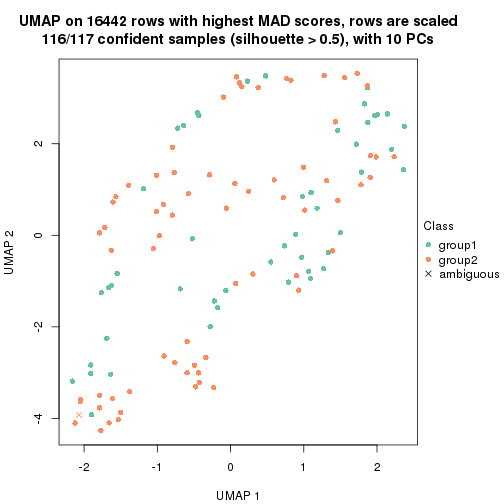 UMAP on 16442 rows with highest MAD scores, rows are scaled
116/117 confident samples (silhouette > 0.5), with 10 PCs
2
0
-2
-4
UMAP 2
-2
-1
0
1
2
UMAP 1
Class
group1
group2
ambiguous